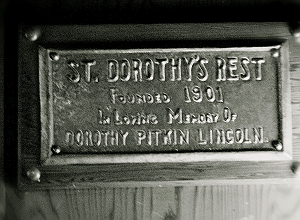 ST. DOROTHY'S REST
FOUNDED 1901
IN LOVING MEMORY OF
DOROTHY PITKIN LINCOLN.